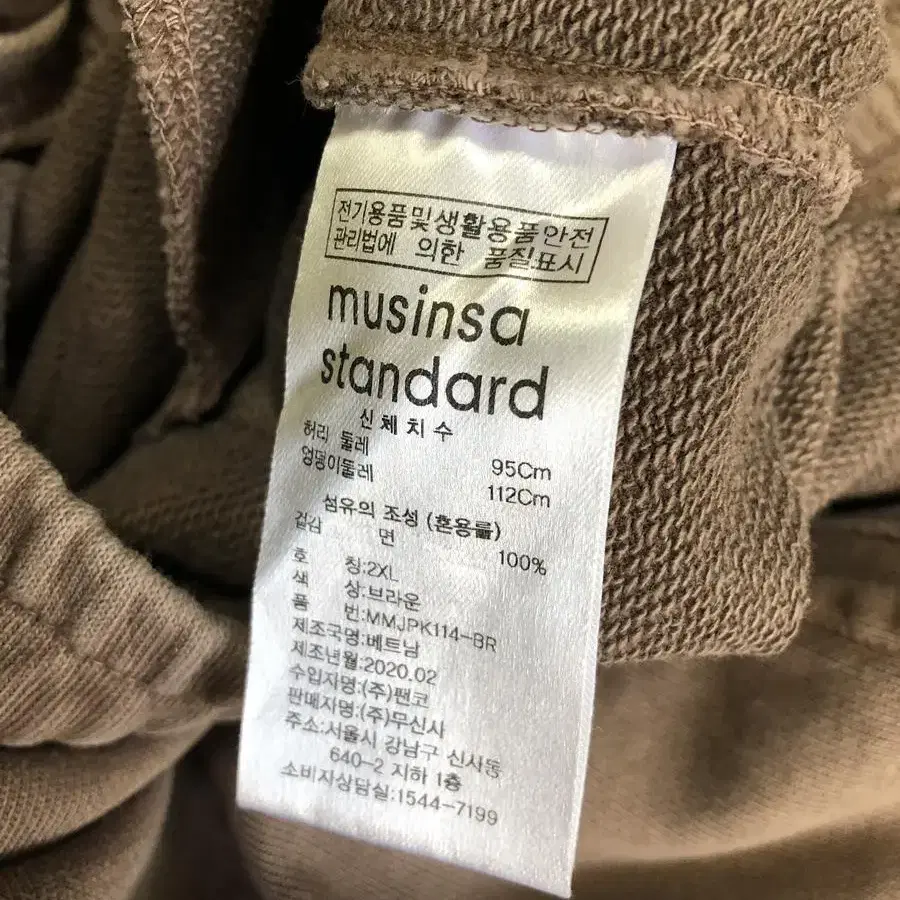 전기용품및생활용품안전
관리법에 의한 품질표시
musinsa
standard
신체치수
허리 둘레 95Cm
엉덩이둘레 112Cm
섬유의 조성 (혼용률)
겉감 면 100%
호 칭:2XL
색 상:브라운
품 번:MMJPK114-BR
제조국명:베트남
제조년월:2020.02
수입자명:(주)팬코
판매자명:(주)무신사
주소:서울시 강남구 신사동
640-2 지하 1층
소비자상담실:1544-7199